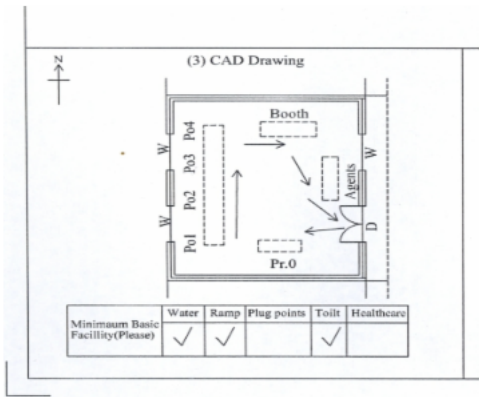 N
(3) CAD Drawing
Booth
Po4
Po3
Po2
Po1
W
W
W
Agents
D
Pr.0
Minimaum Basic
Facillity(Please)
Water
Ramp
Plug points
Toilt
Healthcare